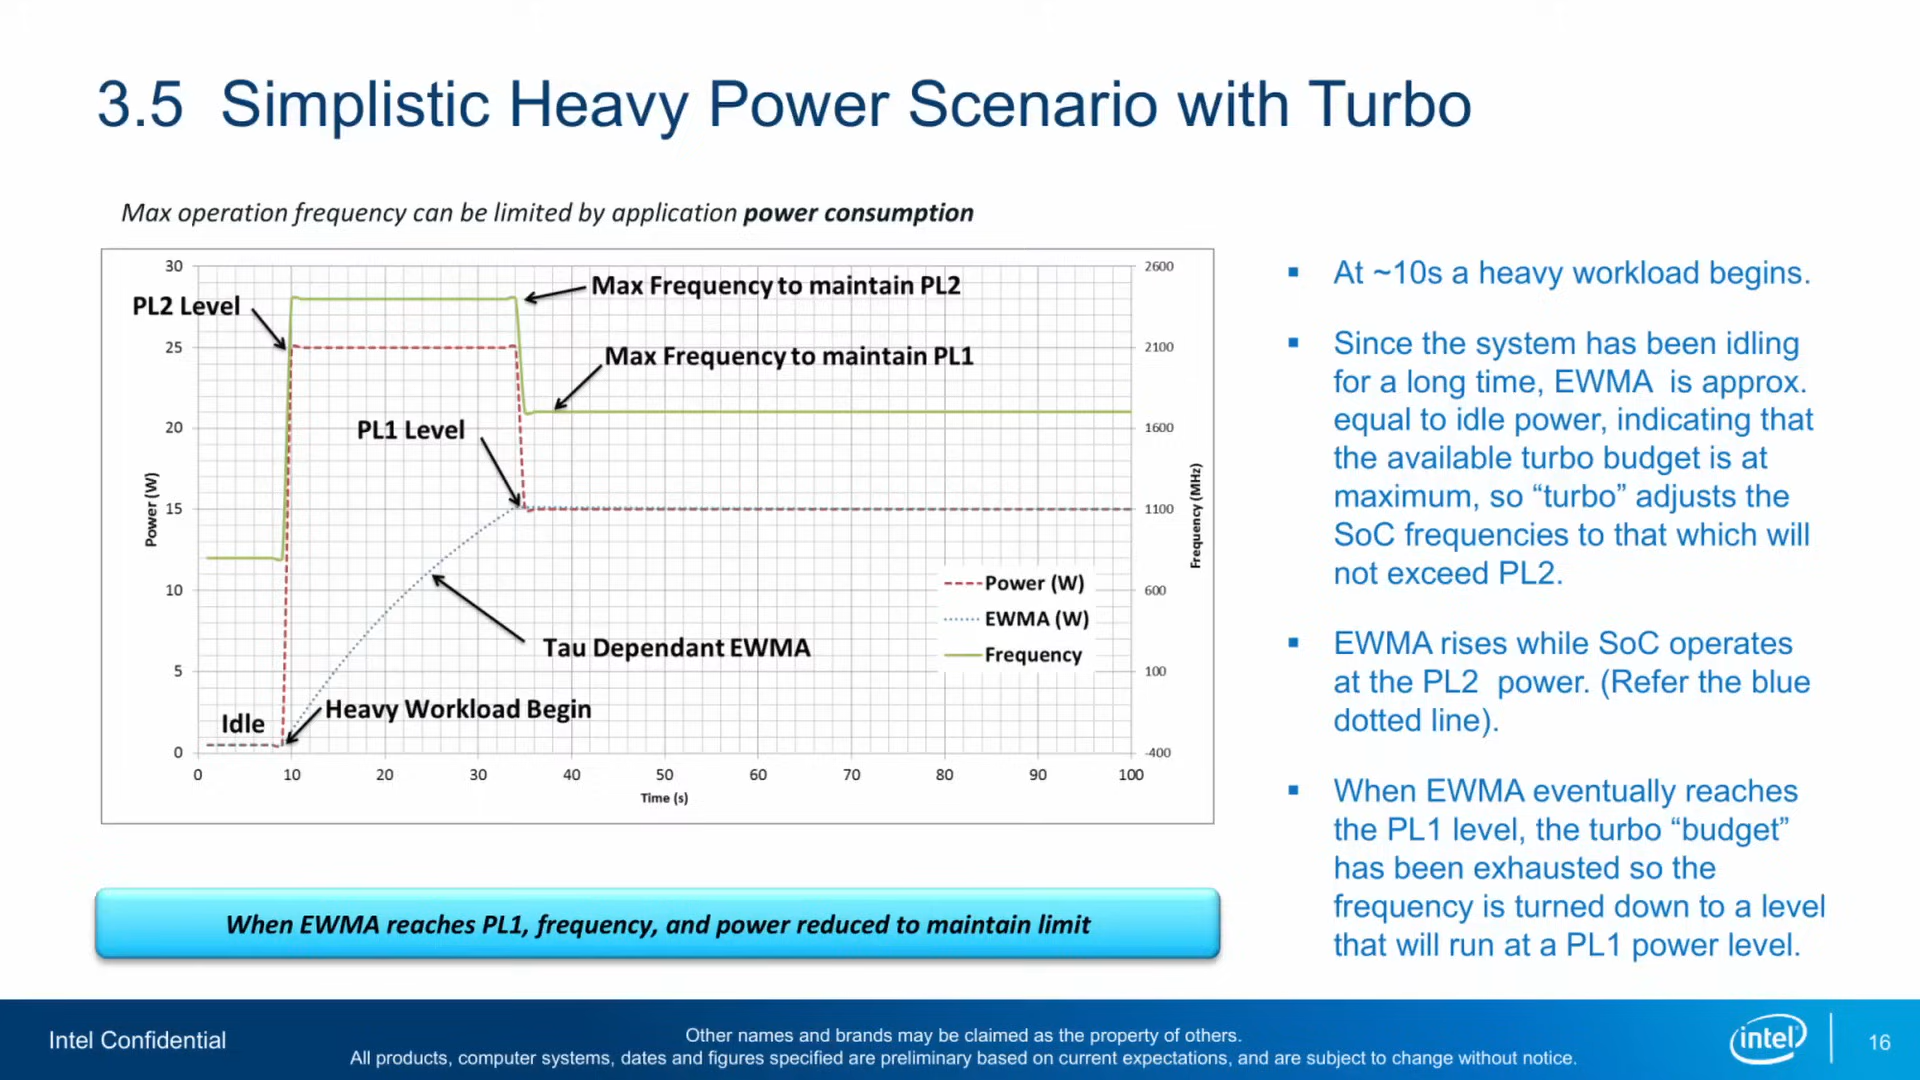 3.5 Simplistic Heavy Power Scenario with Turbo
Max operation frequency can be limited by application power consumption
30
25
20
15
10
5
0
Power (W)
2600
2100
1600
1100
600
100
-400
Frequency (MHz)
0 10 20 30 40 50 60 70 80 90 100
Time (s)
PL2 Level
Max Frequency to maintain PL2
Max Frequency to maintain PL1
PL1 Level
Tau Dependant EWMA
Heavy Workload Begin
Idle
Power (W)
EWMA (W)
Frequency
When EWMA reaches PL1, frequency, and power reduced to maintain limit
▪ At ~10s a heavy workload begins.
▪ Since the system has been idling
for a long time, EWMA is approx.
equal to idle power, indicating that
the available turbo budget is at
maximum, so “turbo” adjusts the
SoC frequencies to that which will
not exceed PL2.
▪ EWMA rises while SoC operates
at the PL2 power. (Refer the blue
dotted line).
▪ When EWMA eventually reaches
the PL1 level, the turbo “budget”
has been exhausted so the
frequency is turned down to a level
that will run at a PL1 power level.
Intel Confidential
Other names and brands may be claimed as the property of others.
All products, computer systems, dates and figures specified are preliminary based on current expectations, and are subject to change without notice.
intel
16